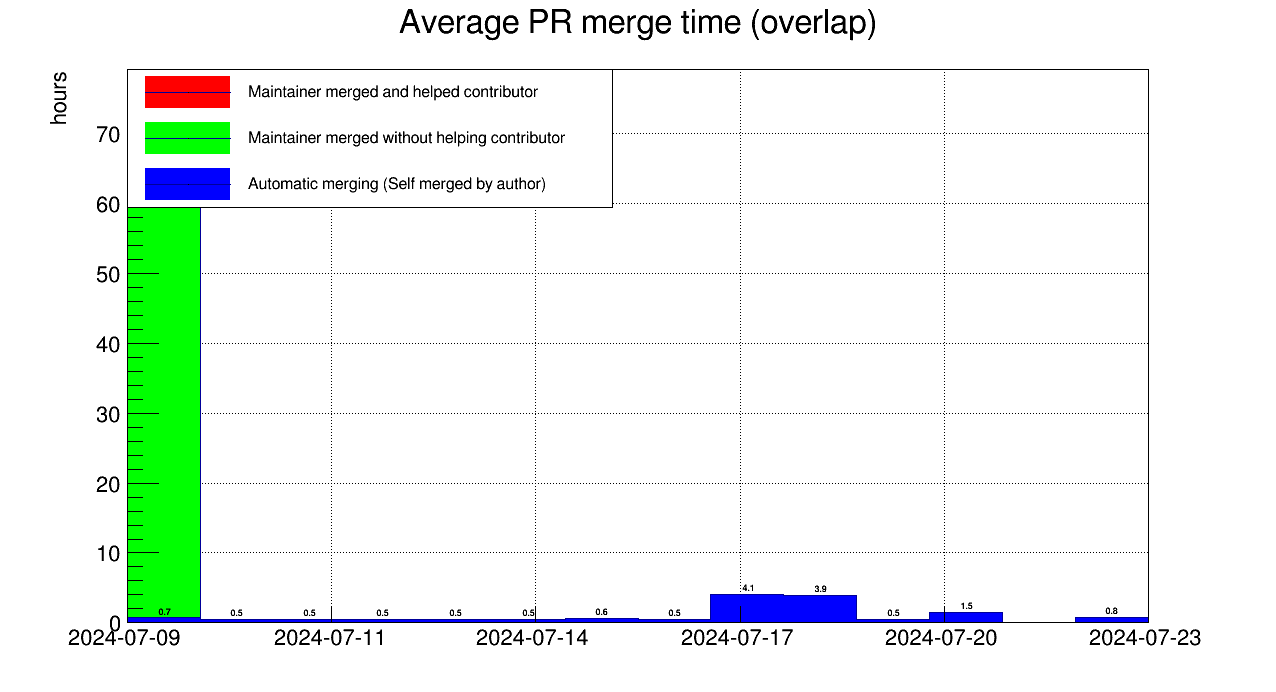 Average PR merge time (overlap)
hours
Maintainer merged and helped contributor
Maintainer merged without helping contributor
Automatic merging (Self merged by author)
70
60
50
40
30
20
10
0
0.7 0.5 0.5 0.5 0.5 0.5 0.6 0.5 4.1 3.9 0.5 1.5 0.8
2024-07-09 2024-07-11 2024-07-14 2024-07-17 2024-07-20 2024-07-23